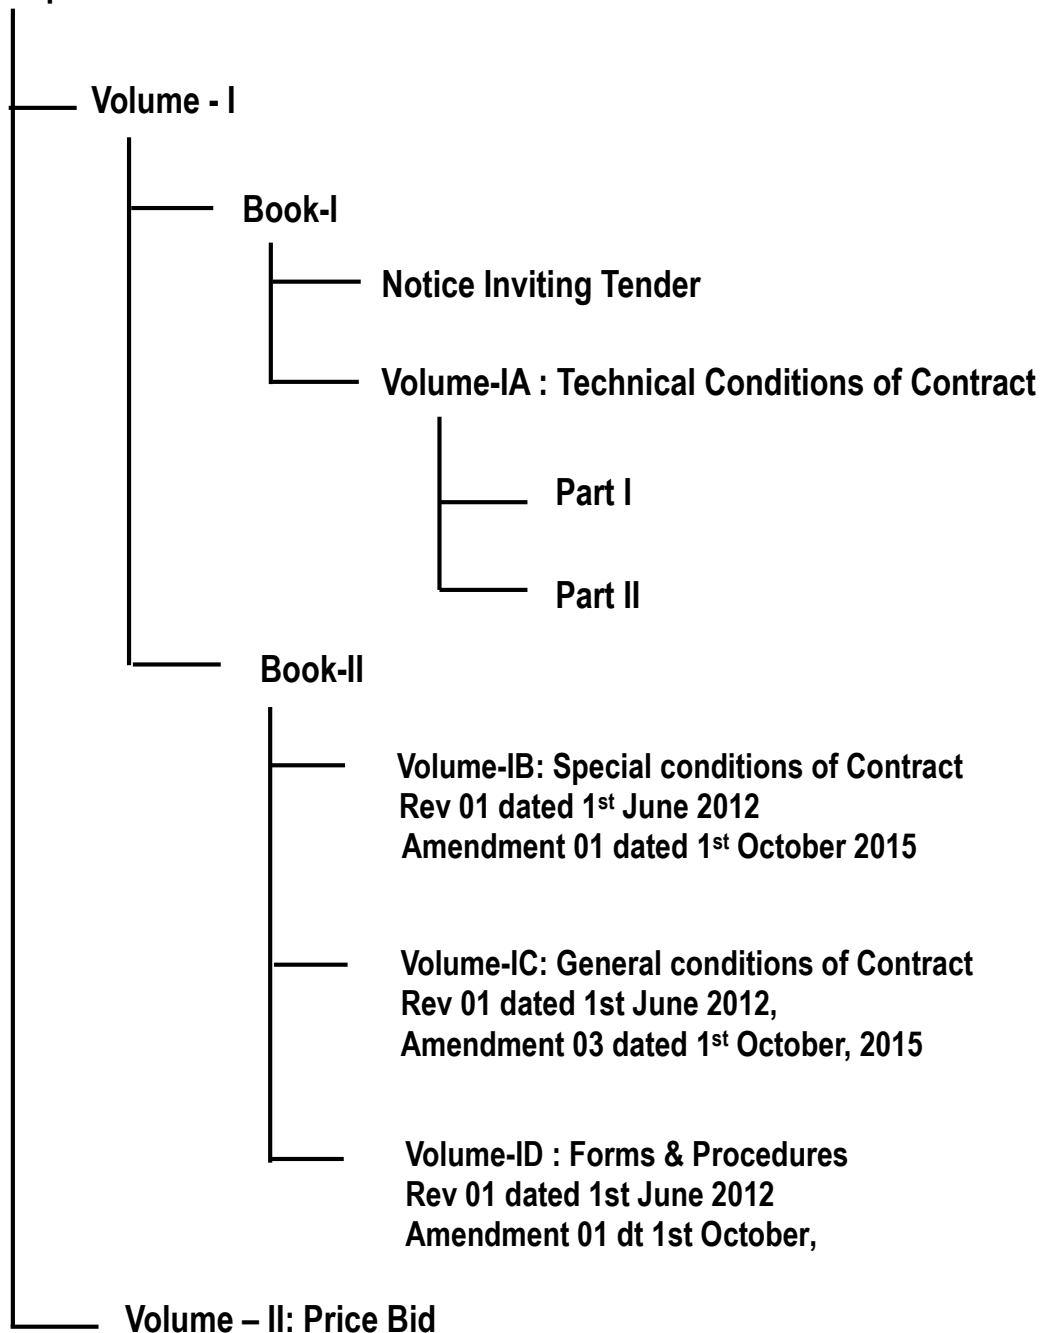 Volume - I
Book-I
Notice Inviting Tender
Volume-IA : Technical Conditions of Contract
Part I
Part II
Book-II
Volume-IB: Special conditions of Contract
Rev 01 dated 1st June 2012
Amendment 01 dated 1st October 2015
Volume-IC: General conditions of Contract
Rev 01 dated 1st June 2012,
Amendment 03 dated 1st October, 2015
Volume-ID : Forms & Procedures
Rev 01 dated 1st June 2012
Amendment 01 dt 1st October,
Volume – II: Price Bid